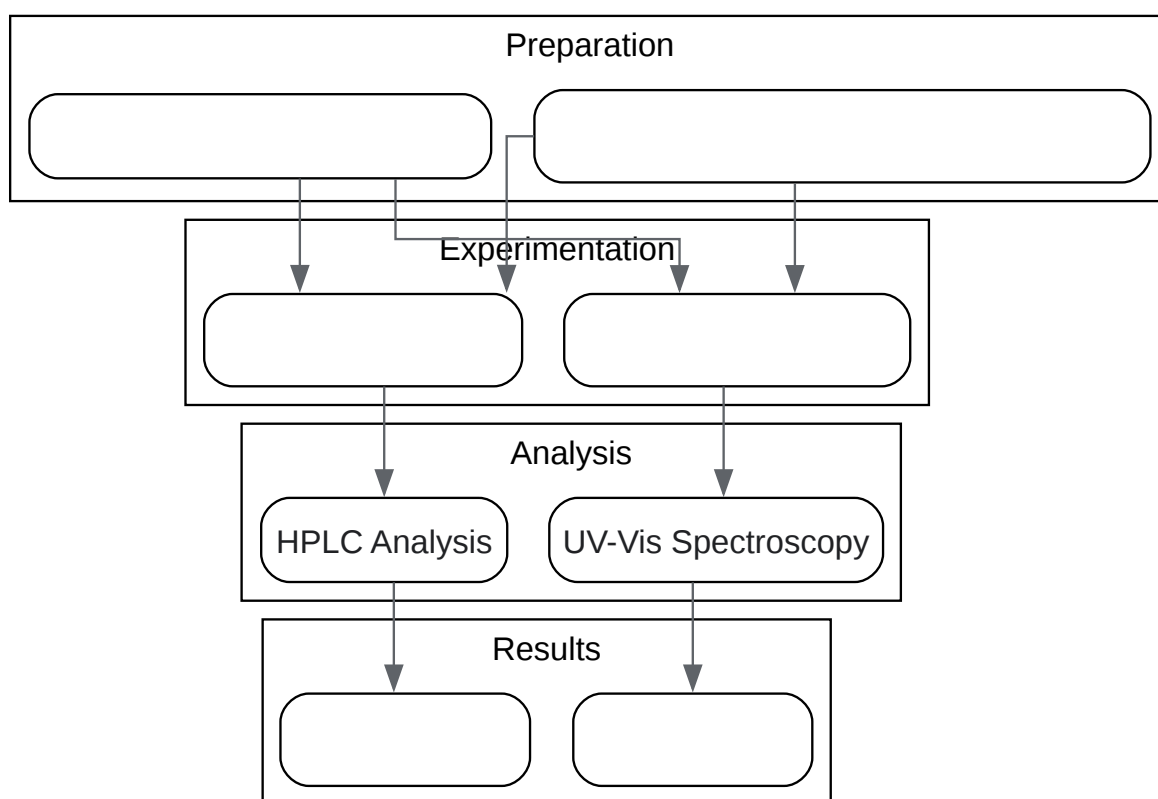 Preparation
Experimentation
Analysis
HPLC Analysis
UV-Vis Spectroscopy
Results